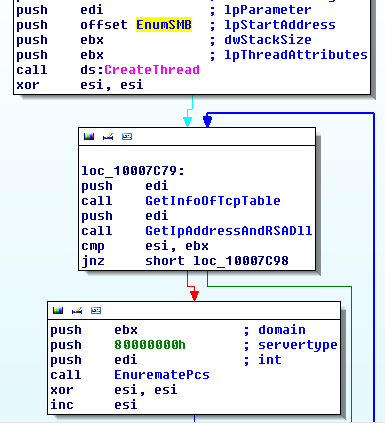 push    edi             ; lpParameter
push    offset EnumSMB  ; lpStartAddress
push    ebx             ; dwStackSize
push    ebx             ; lpThreadAttributes
call    ds:CreateThread
xor     esi, esi
loc_10007C79:
push    edi
call    GetInfoOfTcpTable
push    edi
call    GetIpAddressAndRSADll
cmp     esi, ebx
jnz     short loc_10007C98
push    ebx             ; domain
push    80000000h       ; servertype
push    edi             ; int
call    EnurematePcs
xor     esi, esi
inc     esi